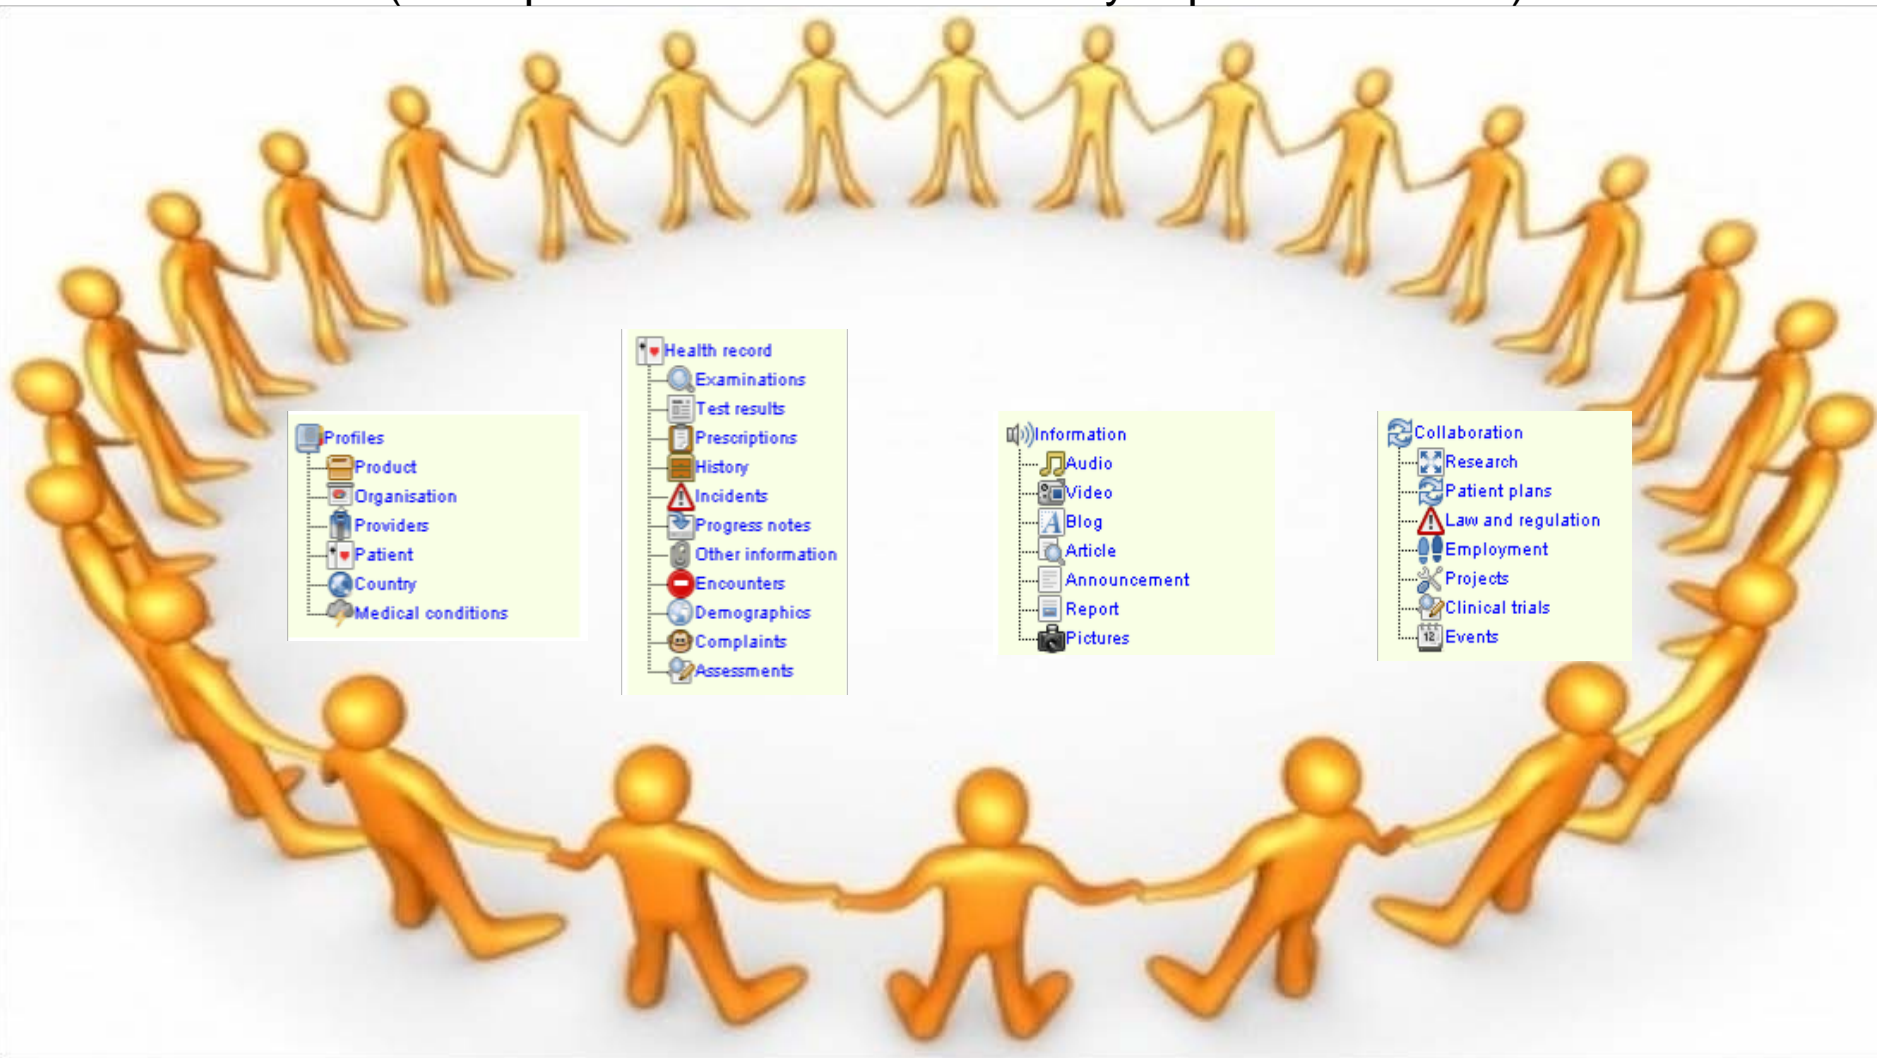 Profiles
Product
Organisation
Providers
Patient
Country
Medical conditions
Health record
Examinations
Test results
Prescriptions
History
Incidents
Progress notes
Other information
Encounters
Demographics
Complaints
Assessments
Information
Audio
Video
Blog
Article
Announcement
Report
Pictures
Collaboration
Research
Patient plans
Law and regulation
Employment
Projects
Clinical trials
12
Events